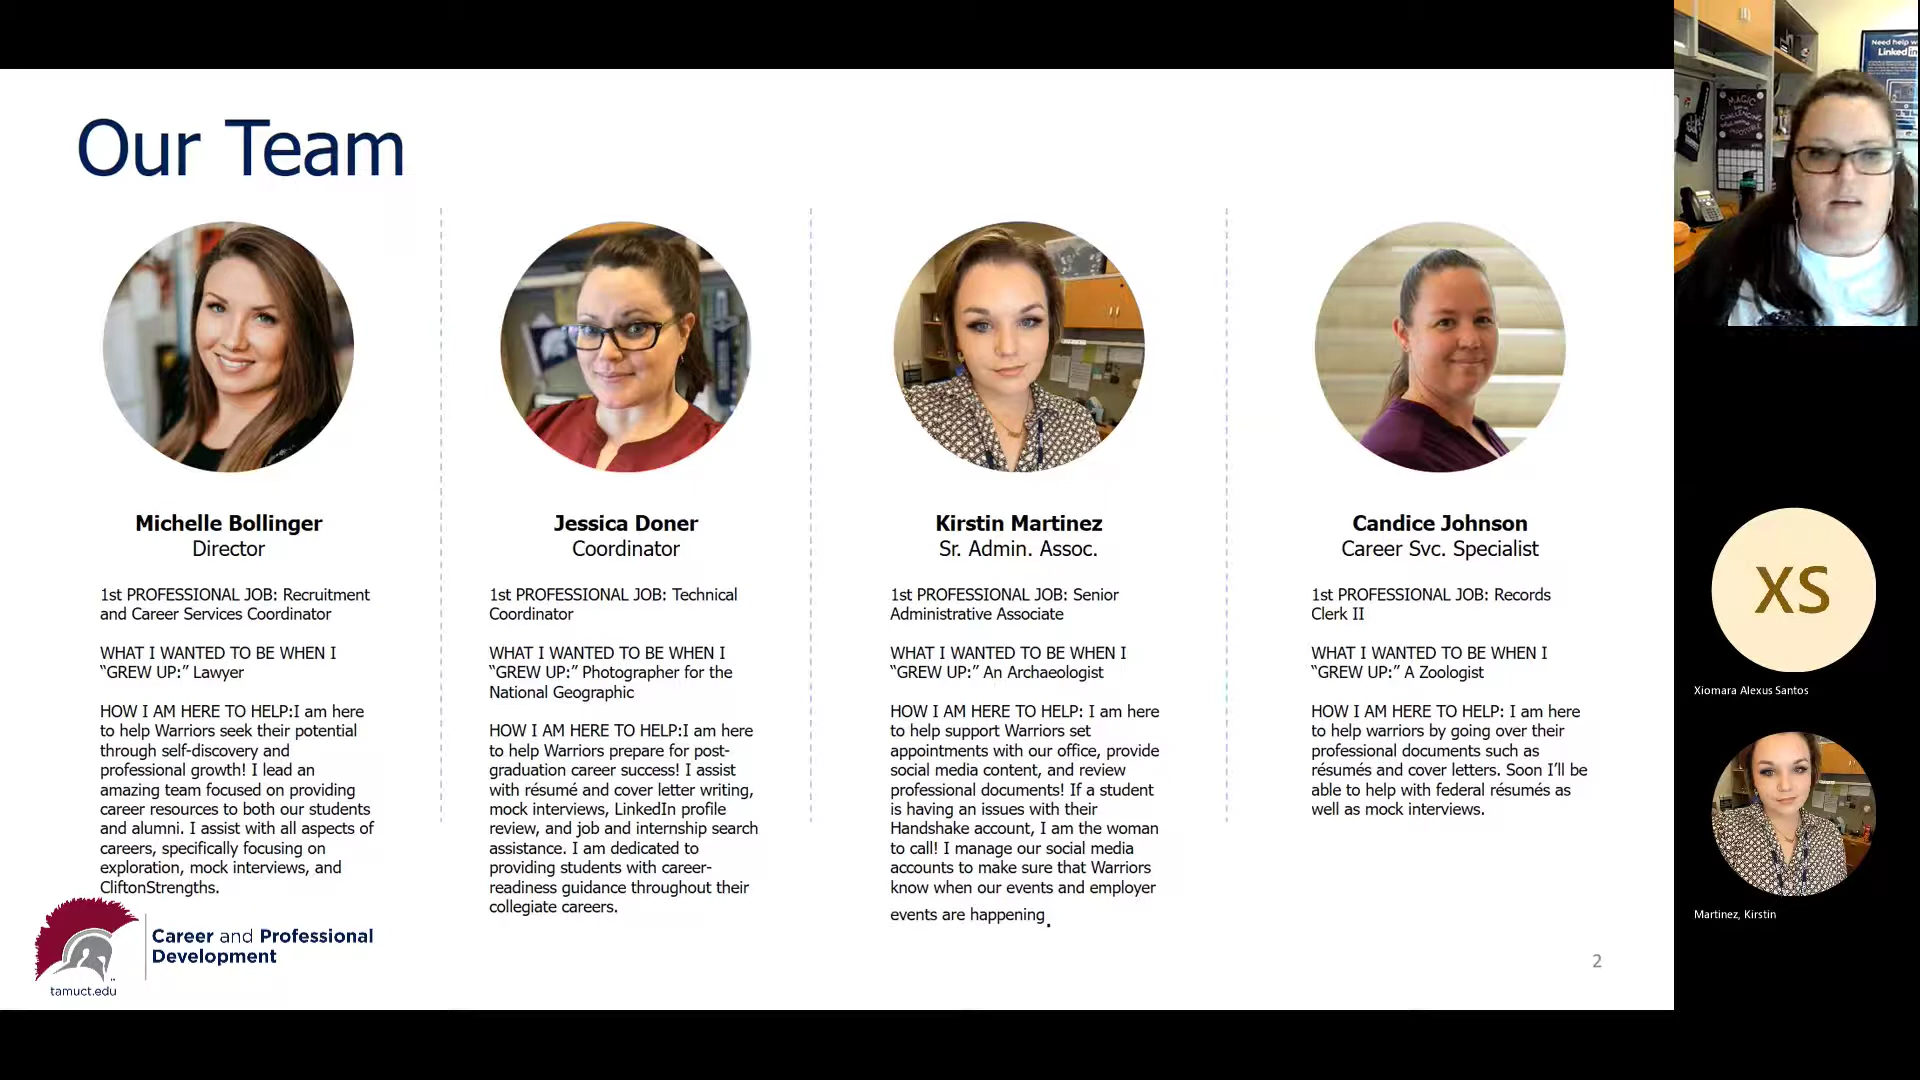 Our Team
Michelle Bollinger
Director
1st PROFESSIONAL JOB: Recruitment
and Career Services Coordinator
WHAT I WANTED TO BE WHEN I
“GREW UP:” Lawyer
HOW I AM HERE TO HELP:I am here
to help Warriors seek their potential
through self-discovery and
professional growth! I lead an
amazing team focused on providing
career resources to both our students
and alumni. I assist with all aspects of
careers, specifically focusing on
exploration, mock interviews, and
CliftonStrengths.
Jessica Doner
Coordinator
1st PROFESSIONAL JOB: Technical
Coordinator
WHAT I WANTED TO BE WHEN I
“GREW UP:” Photographer for the
National Geographic
HOW I AM HERE TO HELP:I am here
to help Warriors prepare for post-
graduation career success! I assist
with résumé and cover letter writing,
mock interviews, LinkedIn profile
review, and job and internship search
assistance. I am dedicated to
providing students with career-
readiness guidance throughout their
collegiate careers.
Kirstin Martinez
Sr. Admin. Assoc.
1st PROFESSIONAL JOB: Senior
Administrative Associate
WHAT I WANTED TO BE WHEN I
“GREW UP:” An Archaeologist
HOW I AM HERE TO HELP: I am here
to help support Warriors set
appointments with our office, provide
social media content, and review
professional documents! If a student
is having an issues with their
Handshake account, I am the woman
to call! I manage our social media
accounts to make sure that Warriors
know when our events and employer
events are happening.
Candice Johnson
Career Svc. Specialist
1st PROFESSIONAL JOB: Records
Clerk II
WHAT I WANTED TO BE WHEN I
“GREW UP:” A Zoologist
HOW I AM HERE TO HELP: I am here
to help warriors by going over their
professional documents such as
résumés and cover letters. Soon I’ll be
able to help with federal résumés as
well as mock interviews.
Career and Professional
Development
tamuct.edu
2
Need help
Linked in
MAGIC
CHALLENGING
XS
Xiomara Alexus Santos
Martinez, Kirstin